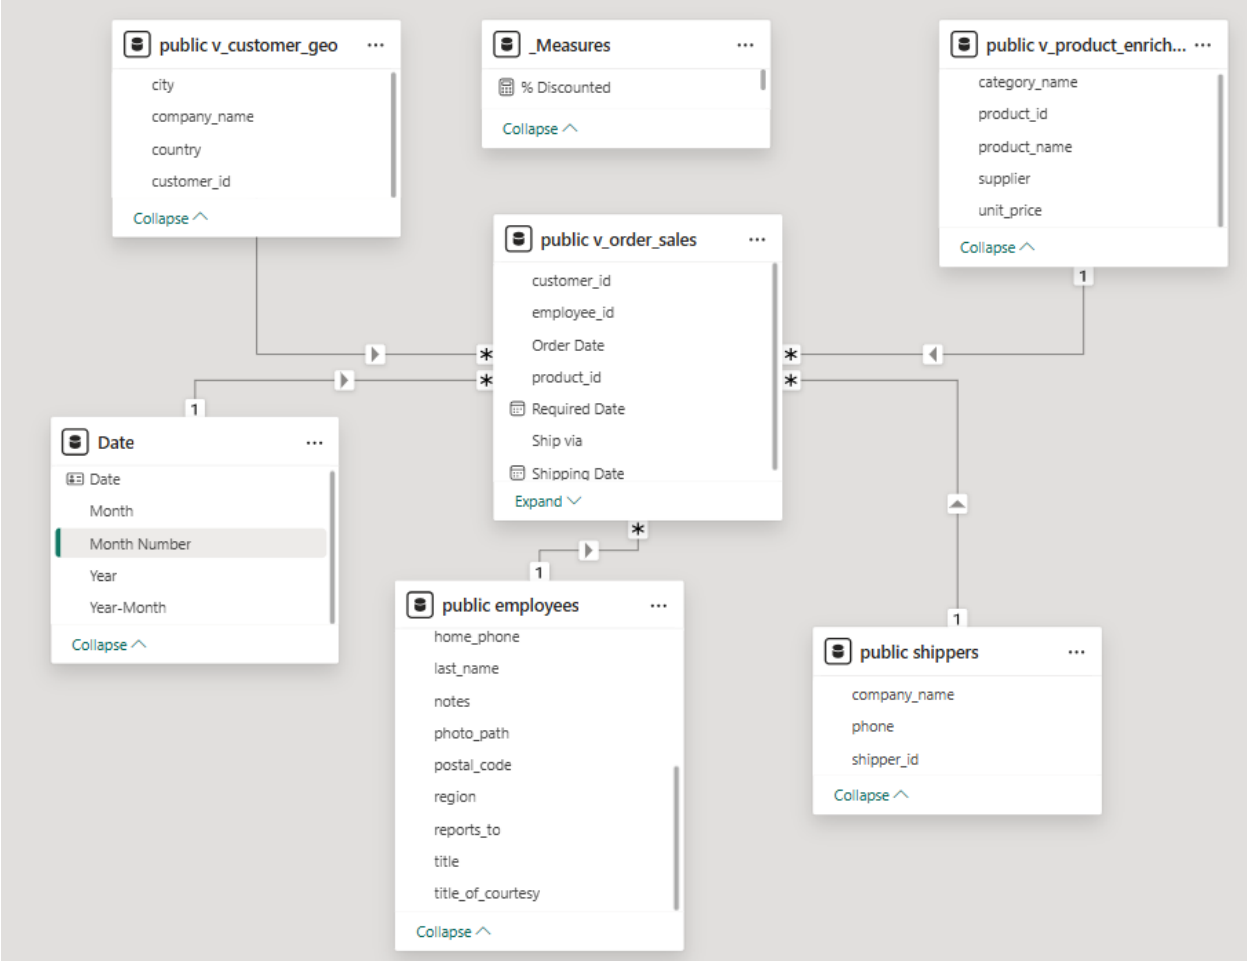 public v_customer_geo ...
city
company_name
country
customer_id
Collapse
_Measures ...
% Discounted
Collapse
public v_product_enrich... ...
category_name
product_id
product_name
supplier
unit_price
Collapse
1
public v_order_sales ...
customer_id
employee_id
Order Date
product_id
Required Date
Ship via
Shipping Date
Expand
*
*
*
*
*
1
Date ...
Date
Month
Month Number
Year
Year-Month
Collapse
1
public employees ...
home_phone
last_name
notes
photo_path
postal_code
region
reports_to
title
title_of_courtesy
Collapse
1
public shippers ...
company_name
phone
shipper_id
Collapse